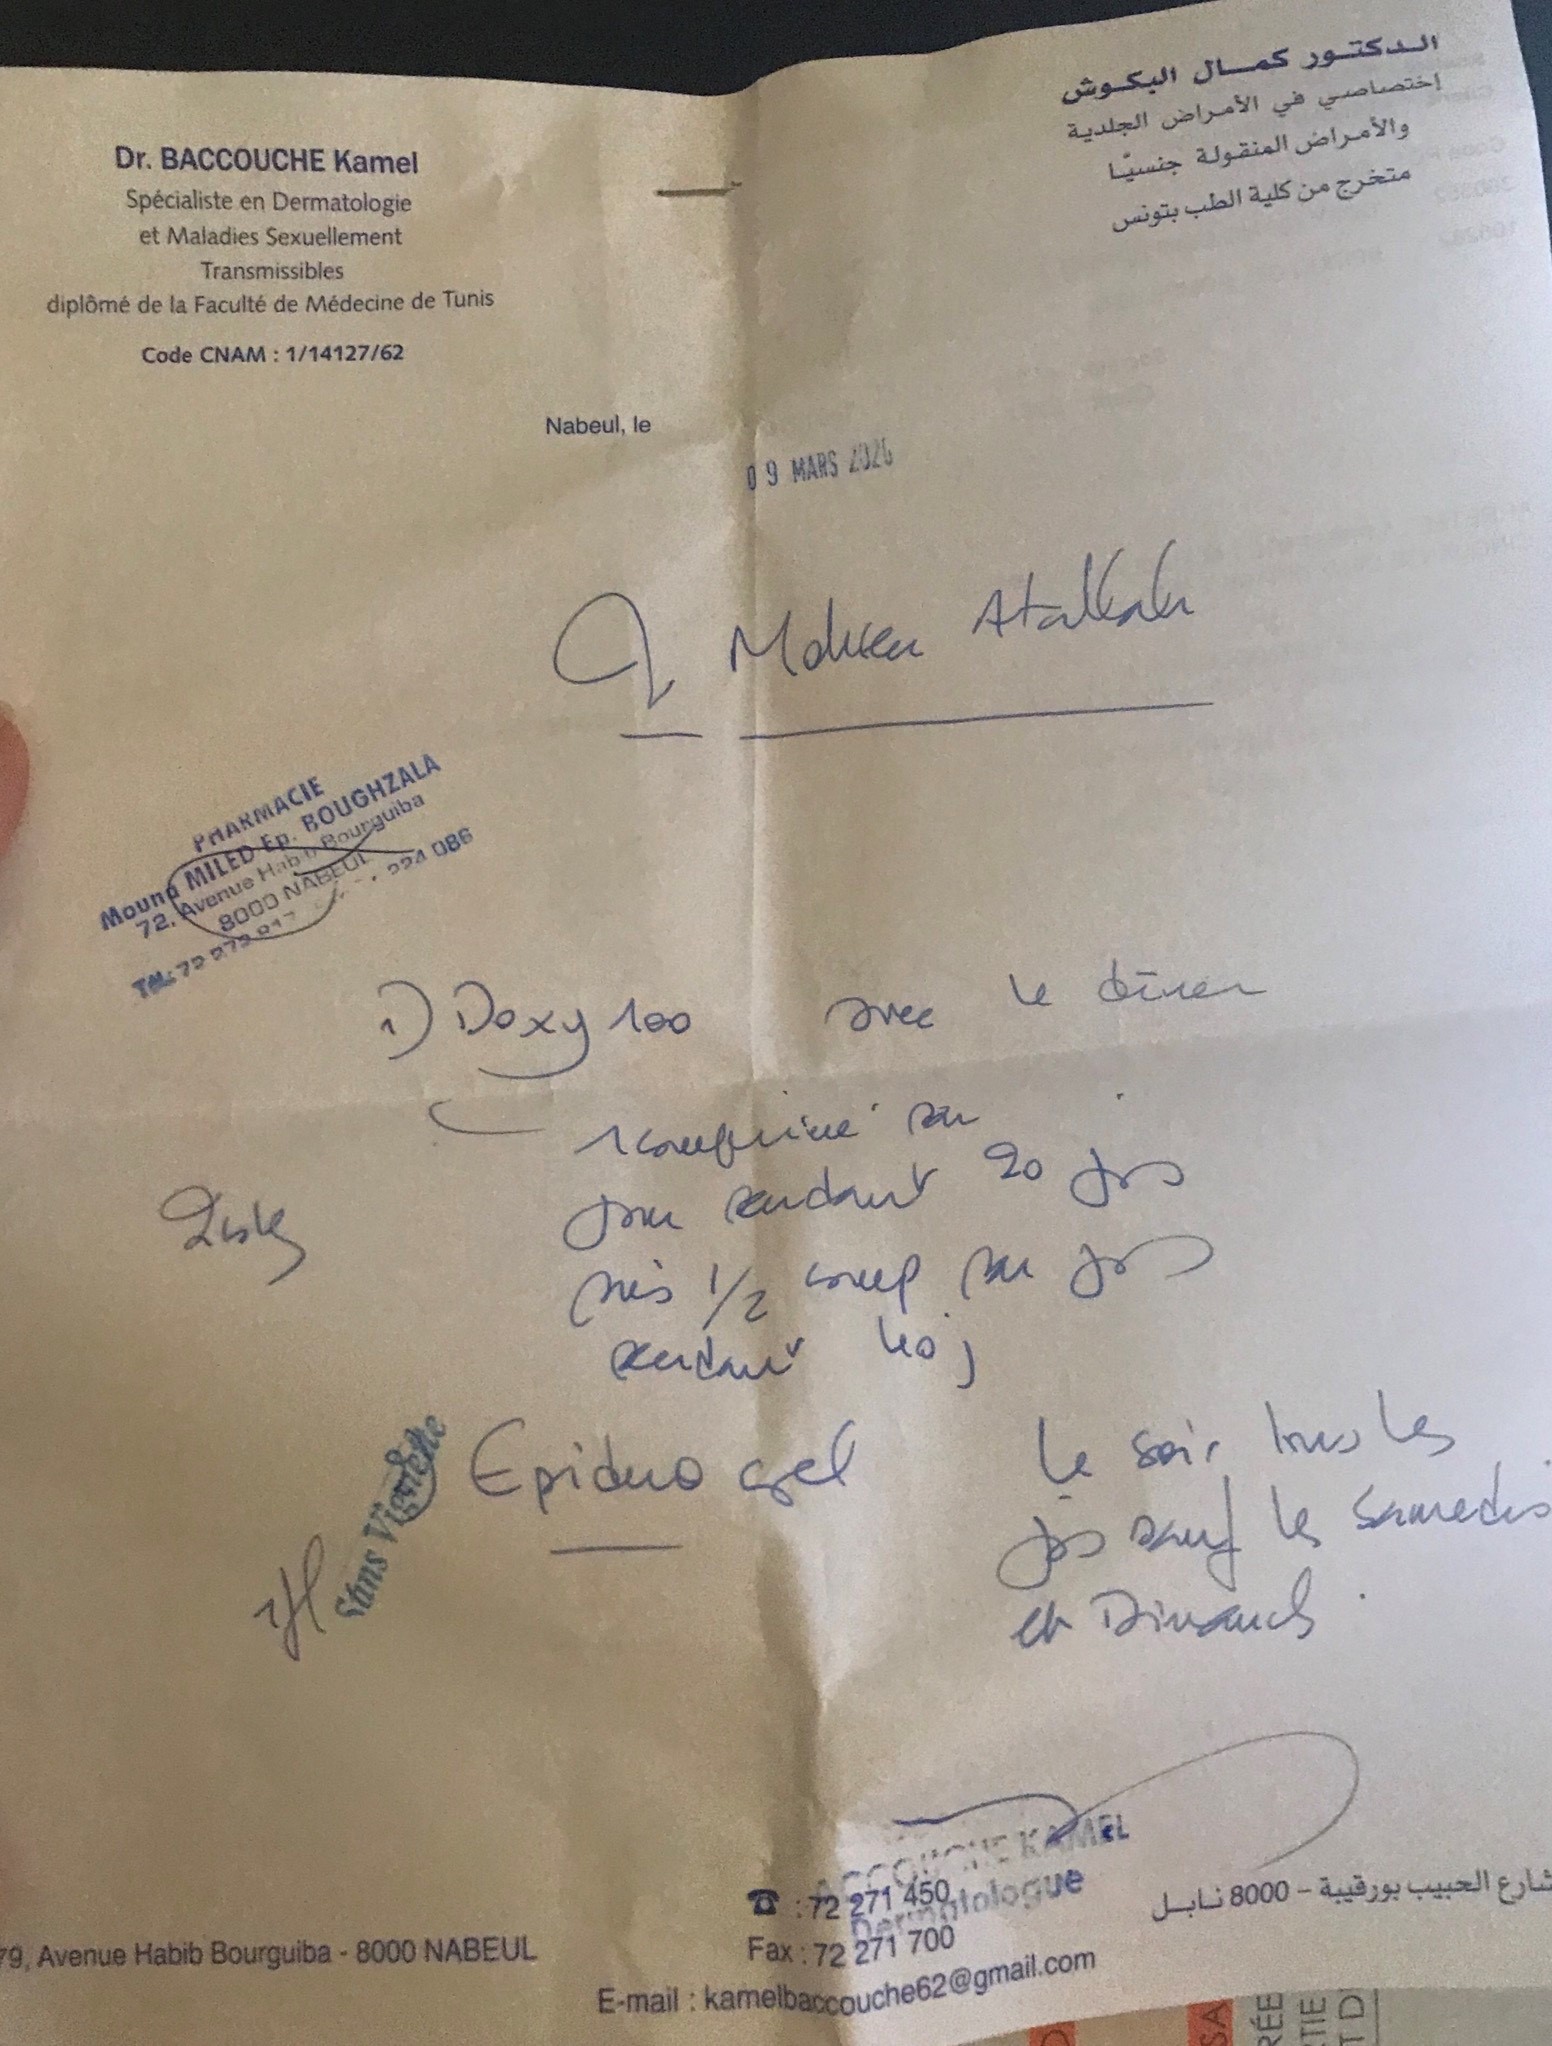 Dr. BACCOUCHE Kamel
Spécialiste en Dermatologie
et Maladies Sexuellement
Transmissibles
diplômé de la Faculté de Médecine de Tunis
Code CNAM : 1/14127/62
الدكتور كمال البكوش
إختصاصي في الأمراض الجلدية
والأمراض المنقولة جنسيّا
متخرج من كلية الطب بتونس
Nabeul, le
09 MARS 2026
Mohsen Atallah
PHARMACIE
Mouna MILED Ep. BOUGHZALA
72, Avenue Habib Bourguiba
8000 NABEUL
Tél: 72 272 224 086
1) Doxy 100 avec le dîner
1 comprimé par
jour pendant 20 jrs
puis 1/2 comp par jrs
pendant 40 j
Epiduo gel
le soir tous les
jrs sauf les samedis
et Dimanch
Sans Vignette
BACCOUCHE KAMEL
Dermatologue
: 72 271 450
Fax : 72 271 700
E-mail : kamelbaccouche62@gmail.com
79, Avenue Habib Bourguiba - 8000 NABEUL
شارع الحبيب بورقيبة - 8000 نابل